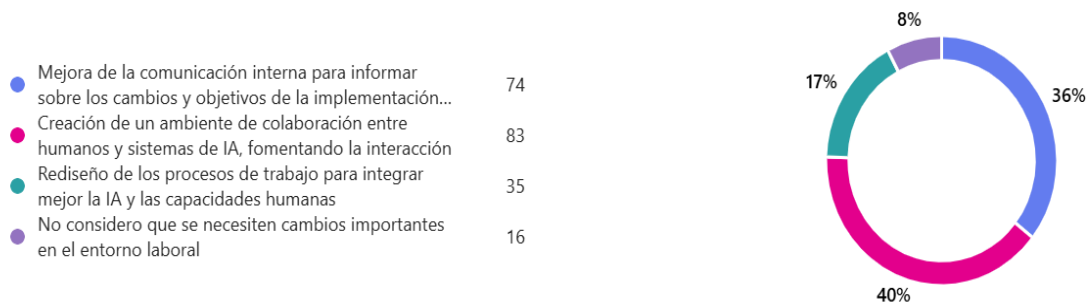 Mejora de la comunicación interna para informar
sobre los cambios y objetivos de la implementación...
74
Creación de un ambiente de colaboración entre
humanos y sistemas de IA, fomentando la interacción
83
Rediseño de los procesos de trabajo para integrar
mejor la IA y las capacidades humanas
35
No considero que se necesiten cambios importantes
en el entorno laboral
16
8%
17%
36%
40%